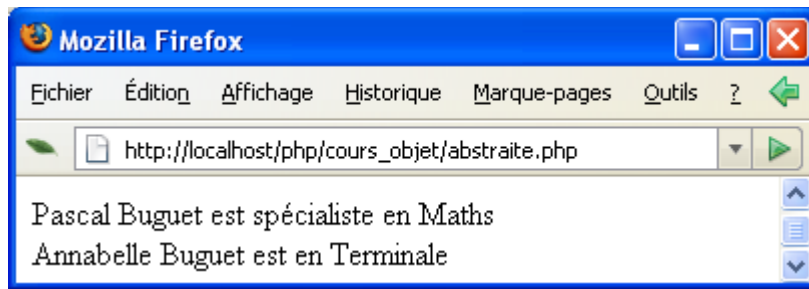 Mozilla Firefox
Fichier Édition Affichage Historique Marque-pages Outils ?
http://localhost/php/cours_objet/abstraite.php
Pascal Buguet est spécialiste en Maths
Annabelle Buguet est en Terminale